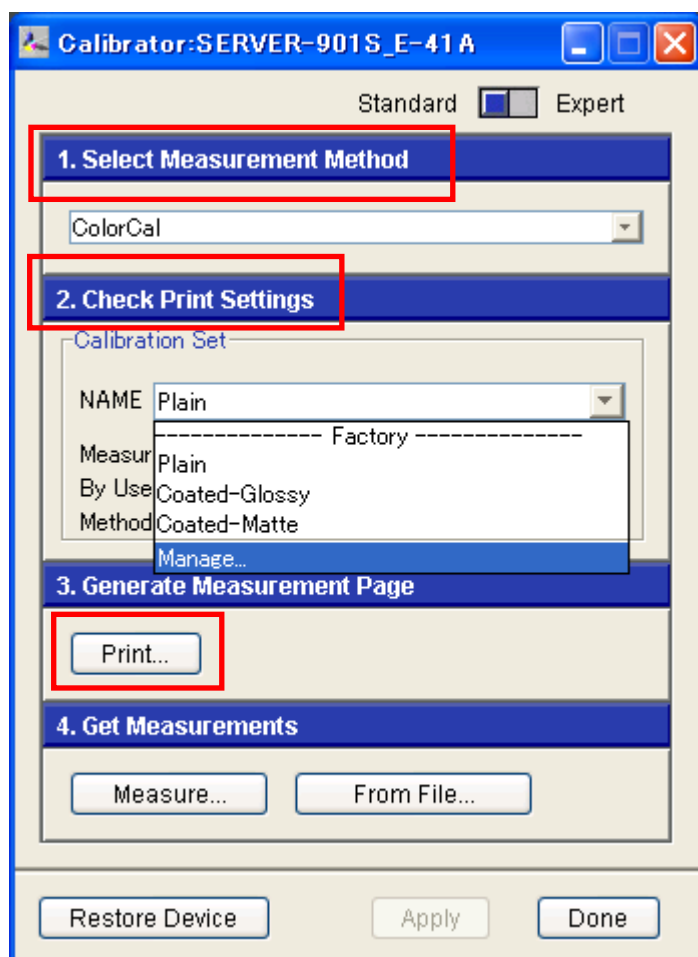 Calibrator:SERVER-901S_E-41A
Standard Expert
1. Select Measurement Method
ColorCal
2. Check Print Settings
Calibration Set
NAME Plain
-------------- Factory --------------
Measur
Plain
By Use
Coated-Glossy
Method
Coated-Matte
Manage...
3. Generate Measurement Page
Print...
4. Get Measurements
Measure... From File...
Restore Device Apply Done